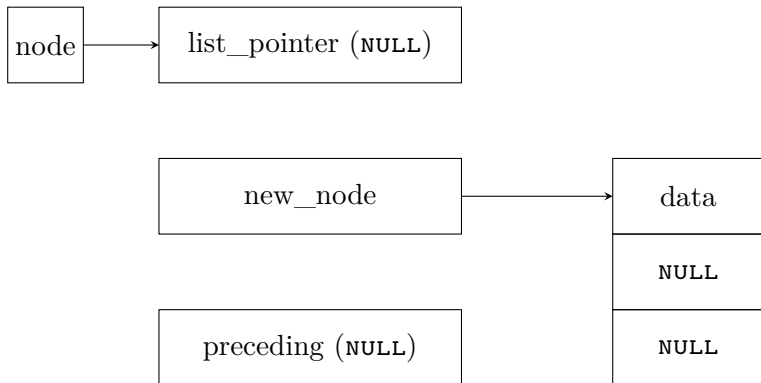 node
list_pointer (NULL)
new_node
data
NULL
preceding (NULL)
NULL